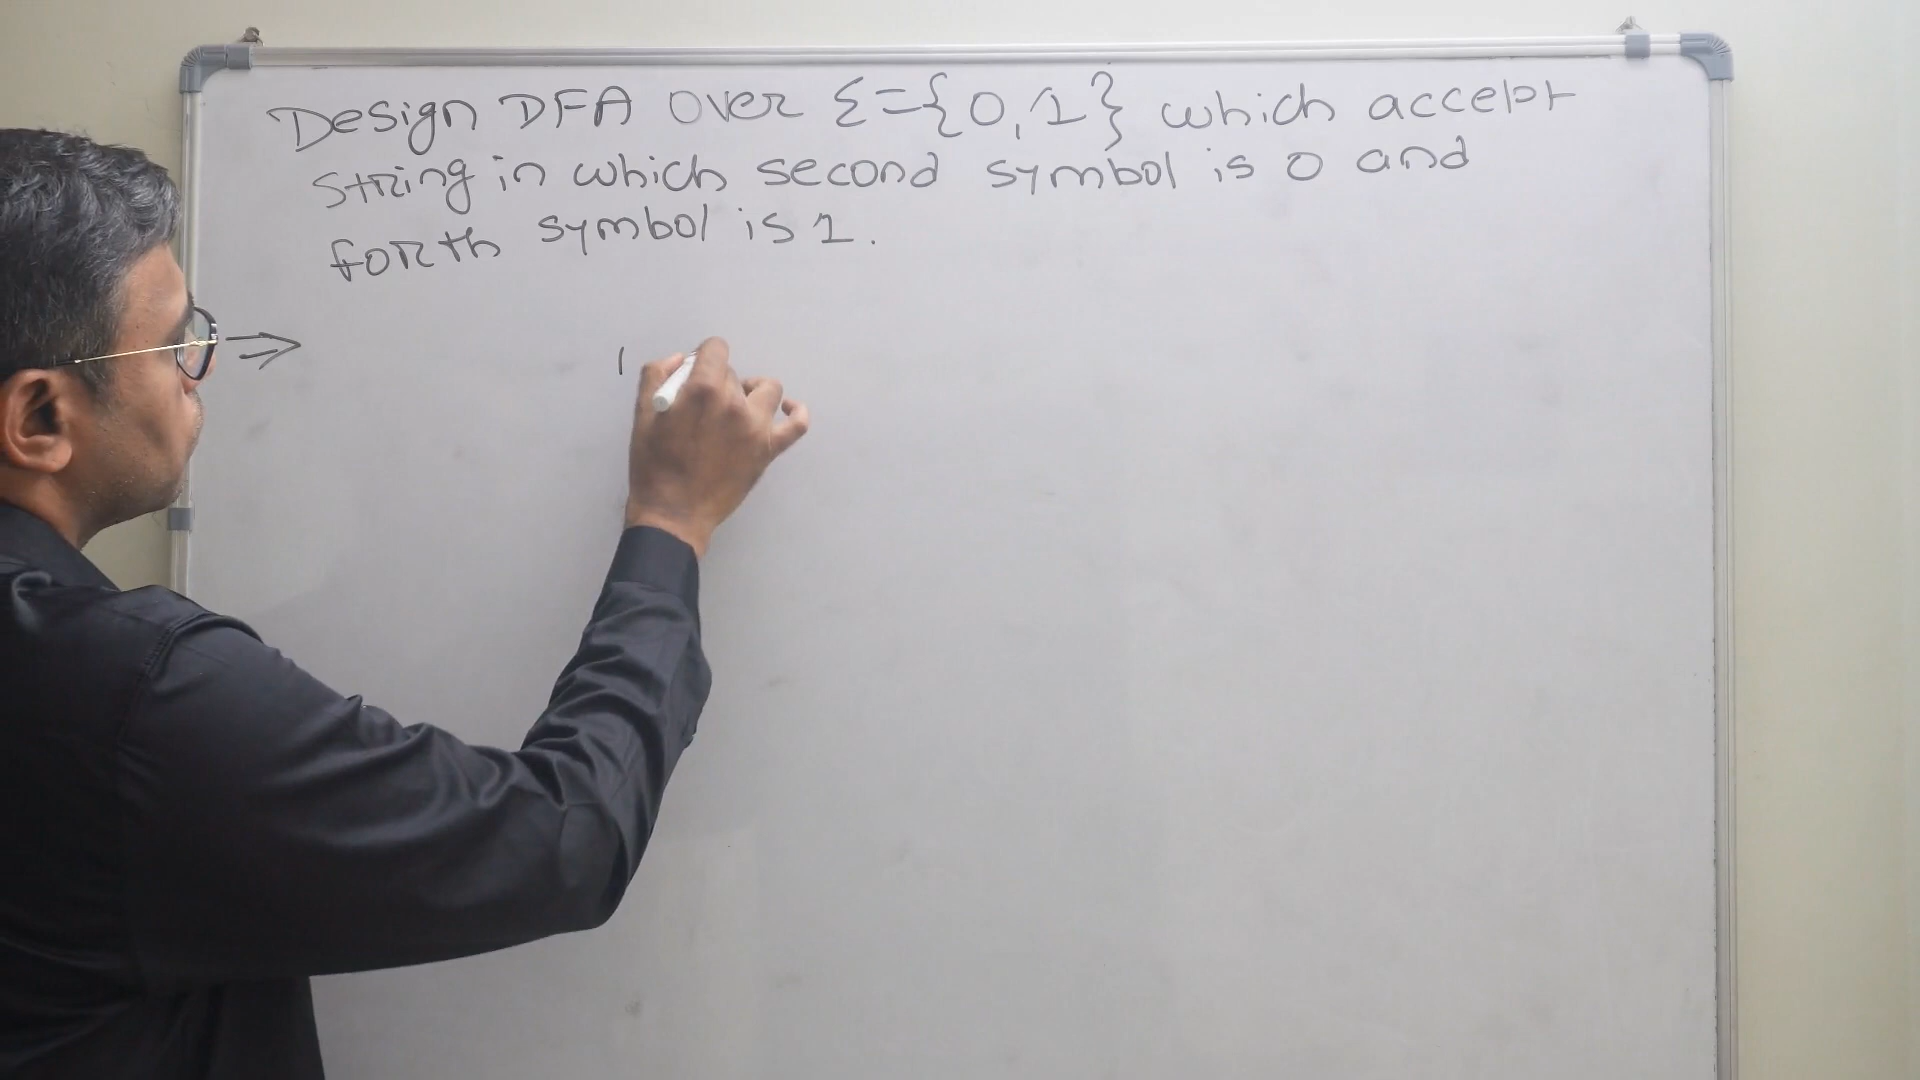 Design DFA over Σ={0,1} which accept
string in which second symbol is 0 and
forth symbol is 1.
⇒